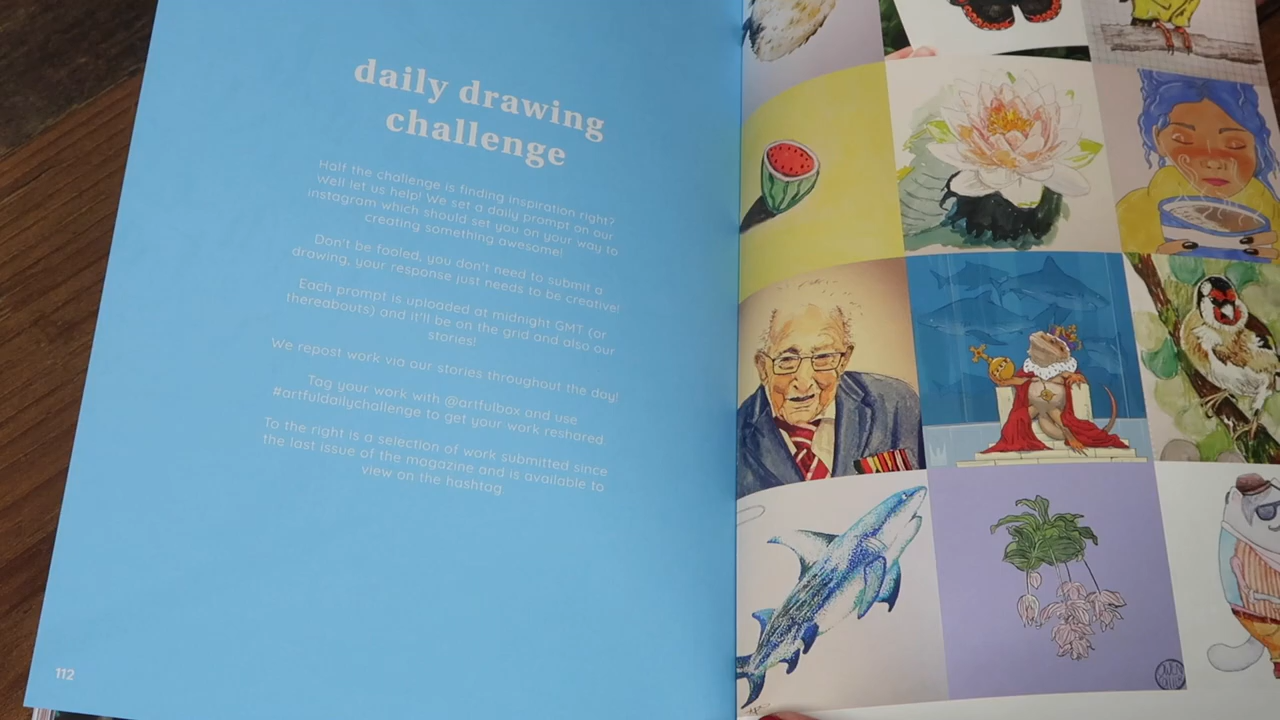 daily drawing
challenge
Half the challenge is finding inspiration right?
Well let us help! We set a daily prompt on our
instagram which should set you on your way to
creating something awesome!
Don't be fooled, you don't need to submit a
drawing, your response just needs to be creative!
Each prompt is uploaded at midnight GMT (or
thereabouts) and it'll be on the grid and also our
stories!
We repost work via our stories throughout the day!
Tag your work with @artfulbox and use
#artfuldailychallenge to get your work reshared.
To the right is a selection of work submitted since
the last issue of the magazine and is available to
view on the hashtag.
112